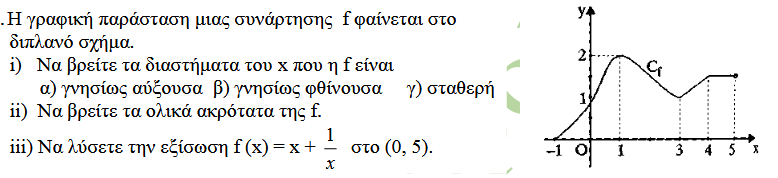 .Η γραφική παράσταση μιας συνάρτησης f φαίνεται στο
διπλανό σχήμα.
i) Να βρείτε τα διαστήματα του x που η f είναι
α) γνησίως αύξουσα β) γνησίως φθίνουσα γ) σταθερή
ii) Να βρείτε τα ολικά ακρότατα της f.
iii) Να λύσετε την εξίσωση f (x) = x + 1/x στο (0, 5).
y
2
Cf
1
-1 O 1 3 4 5 x